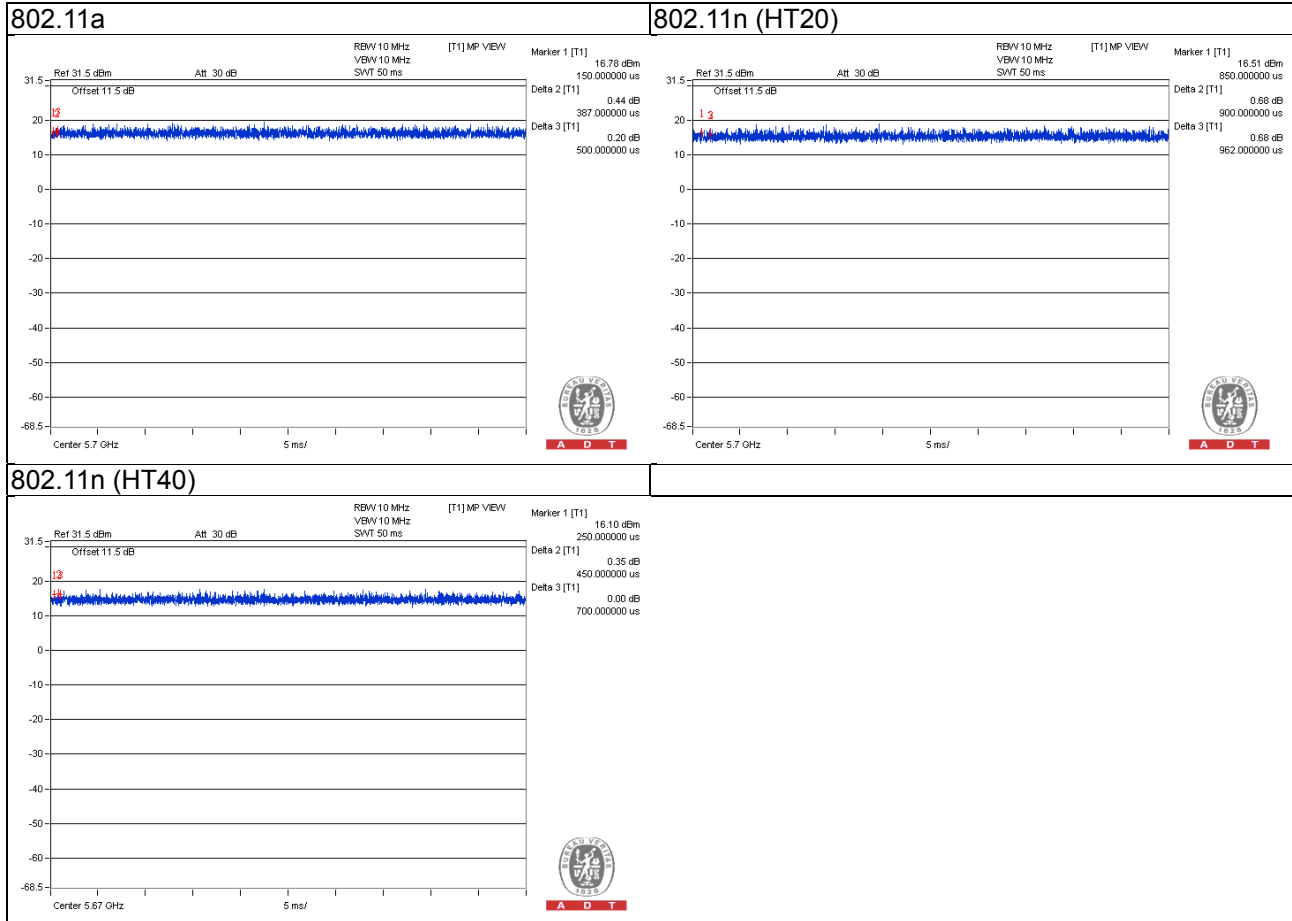 802.11a
RBW 10 MHz
[T1] MP VIEW
VBW 10 MHz
Ref 31.5 dBm
Att 30 dB
SWT 50 ms
Marker 1 [T1]
16.78 dBm
150.000000 us
Delta 2 [T1]
0.44 dB
387.000000 us
Delta 3 [T1]
0.20 dB
500.000000 us
31.5
Offset 11.5 dB
20
10
0
-10
-20
-30
-40
-50
-60
-68.5
Center 5.7 GHz
5 ms/
BUREAU VERITAS
1828
A D T
802.11n (HT20)
RBW 10 MHz
[T1] MP VIEW
VBW 10 MHz
Ref 31.5 dBm
Att 30 dB
SWT 50 ms
Marker 1 [T1]
16.51 dBm
850.000000 us
Delta 2 [T1]
0.68 dB
900.000000 us
Delta 3 [T1]
0.68 dB
962.000000 us
31.5
Offset 11.5 dB
20
10
0
-10
-20
-30
-40
-50
-60
-68.5
Center 5.7 GHz
5 ms/
BUREAU VERITAS
1828
A D T
802.11n (HT40)
RBW 10 MHz
[T1] MP VIEW
VBW 10 MHz
Ref 31.5 dBm
Att 30 dB
SWT 50 ms
Marker 1 [T1]
16.10 dBm
250.000000 us
Delta 2 [T1]
0.35 dB
450.000000 us
Delta 3 [T1]
0.00 dB
700.000000 us
31.5
Offset 11.5 dB
20
10
0
-10
-20
-30
-40
-50
-60
-68.5
Center 5.67 GHz
5 ms/
BUREAU VERITAS
1828
A D T